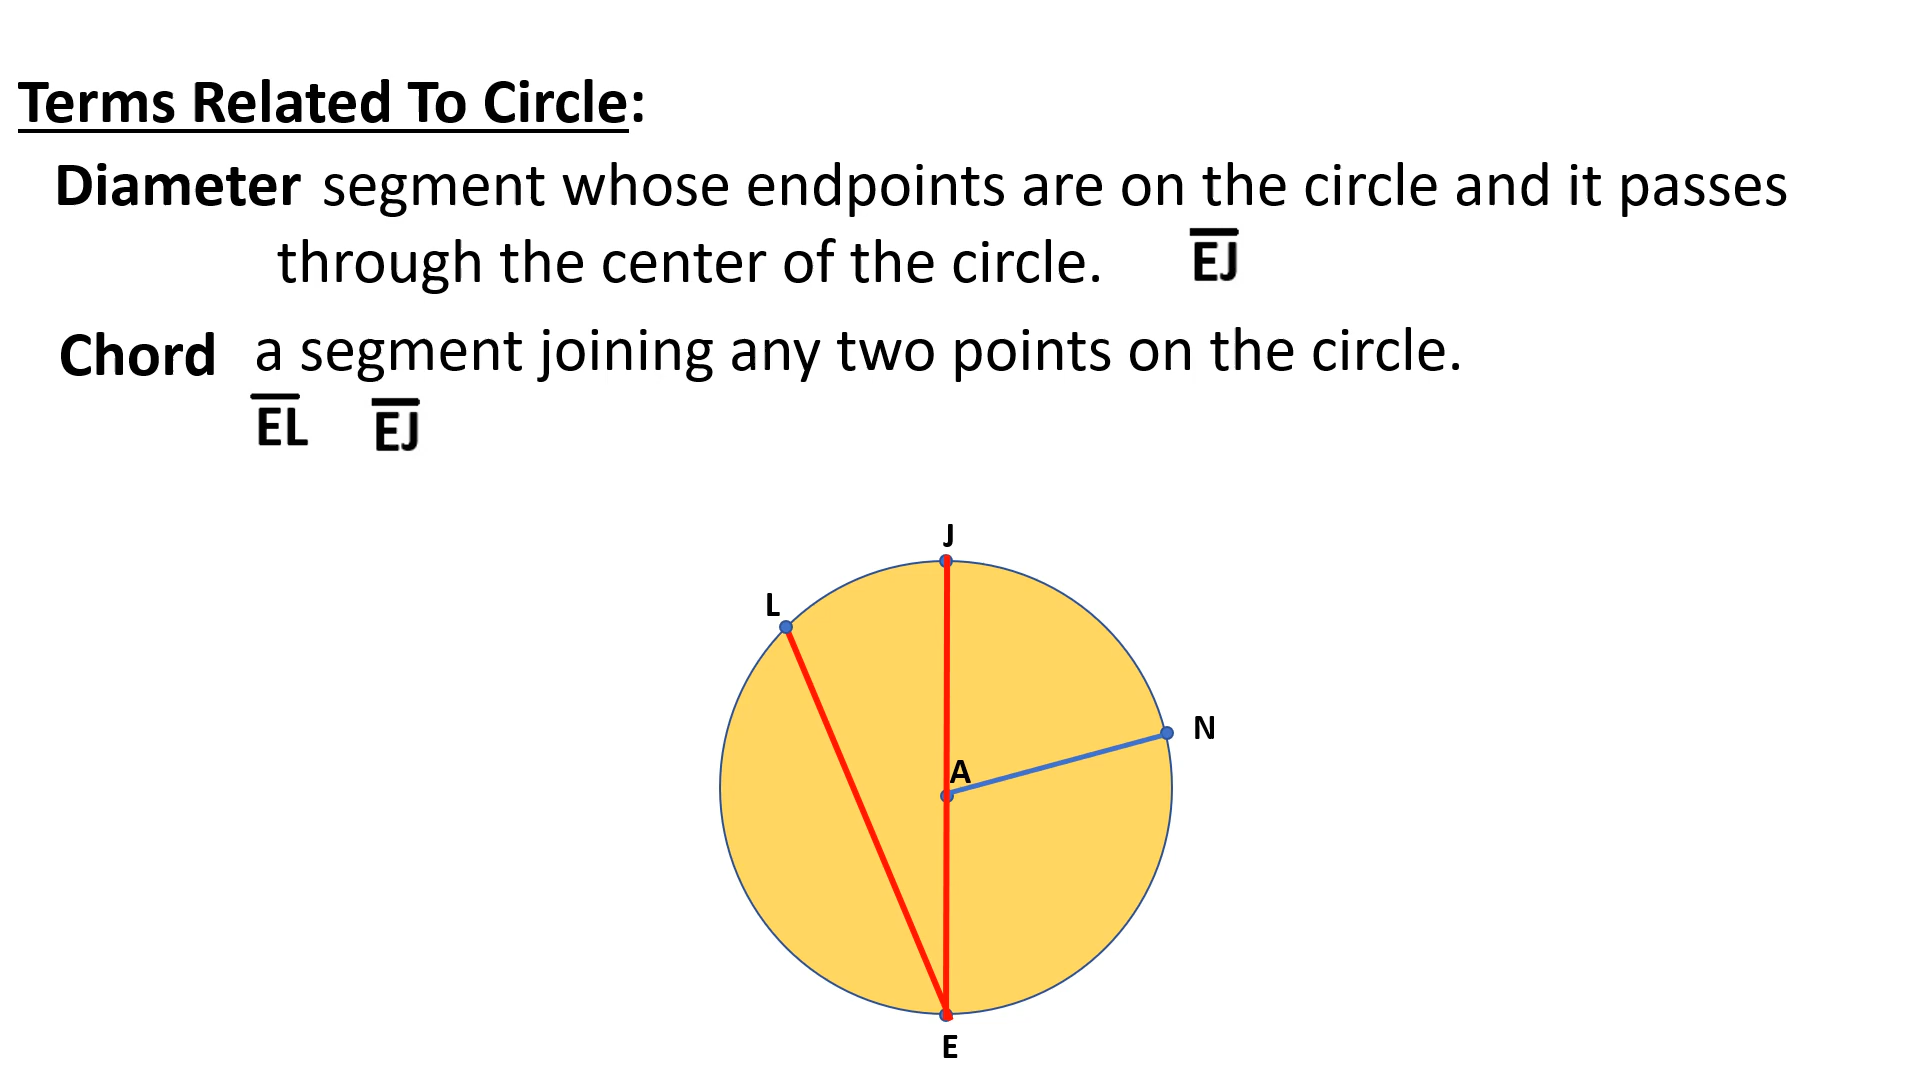 Terms Related To Circle:
Diameter segment whose endpoints are on the circle and it passes
through the center of the circle. EJ
Chord a segment joining any two points on the circle.
EL EJ
J
L
N
A
E